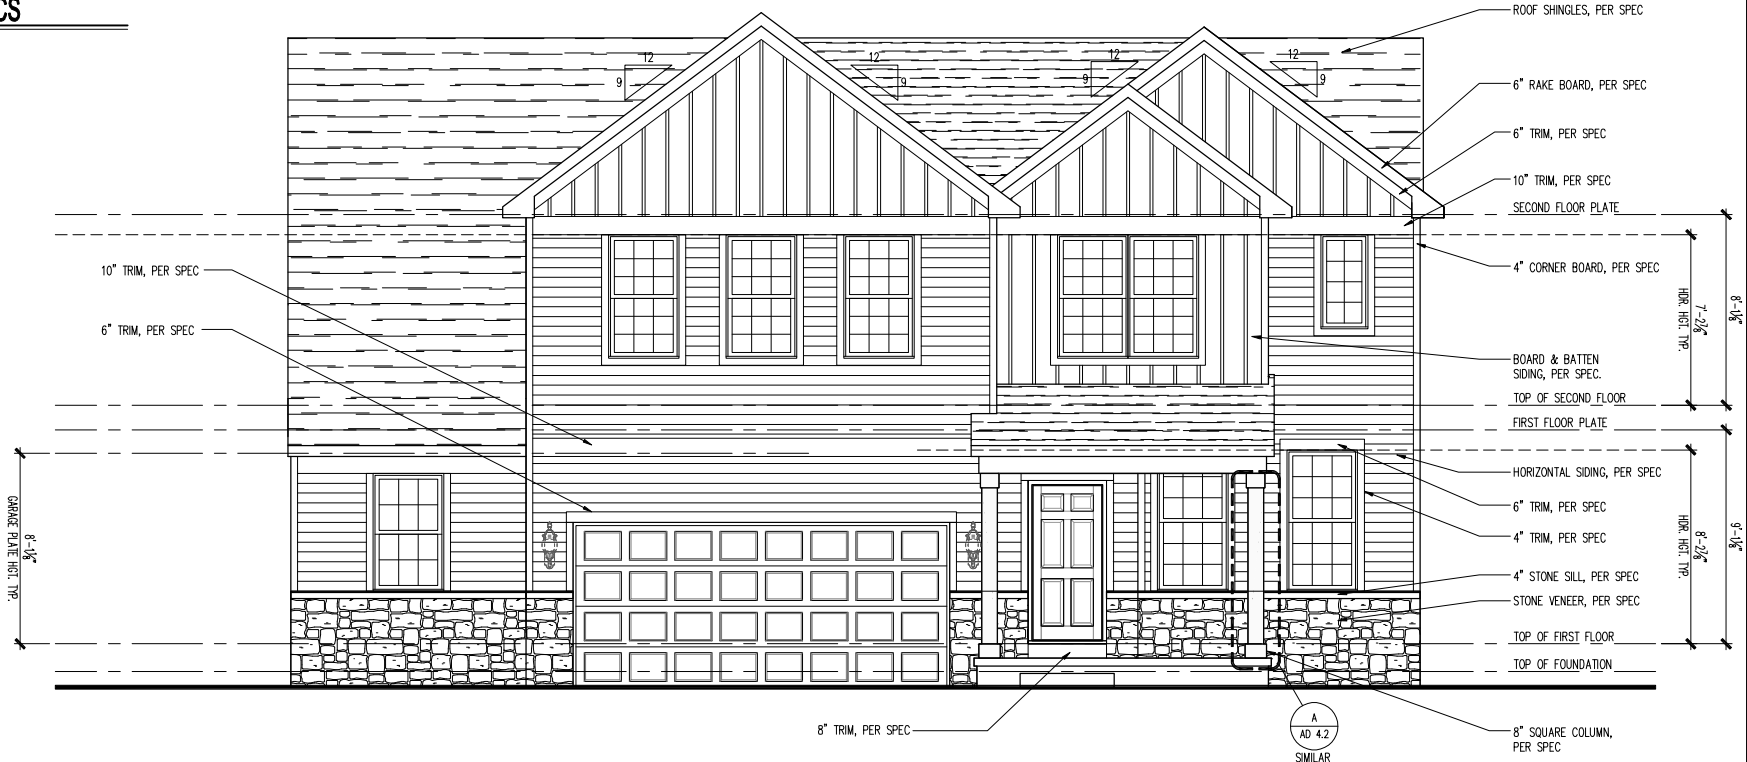 CS
ROOF SHINGLES, PER SPEC
12
9
12
9
12
9
12
9
6" RAKE BOARD, PER SPEC
6" TRIM, PER SPEC
10" TRIM, PER SPEC
SECOND FLOOR PLATE
4" CORNER BOARD, PER SPEC
10" TRIM, PER SPEC
6" TRIM, PER SPEC
7'-2⅞"
HDR. HGT. TYP.
8'-1⅛"
BOARD & BATTEN
SIDING, PER SPEC.
TOP OF SECOND FLOOR
FIRST FLOOR PLATE
HORIZONTAL SIDING, PER SPEC
6" TRIM, PER SPEC
4" TRIM, PER SPEC
8'-2⅞"
HDR. HGT. TYP.
9'-1⅛"
8'-1⅛"
GARAGE PLATE HGT. TYP.
4" STONE SILL, PER SPEC
STONE VENEER, PER SPEC
TOP OF FIRST FLOOR
TOP OF FOUNDATION
8" TRIM, PER SPEC
A
AD 4.2
SIMILAR
8" SQUARE COLUMN,
PER SPEC